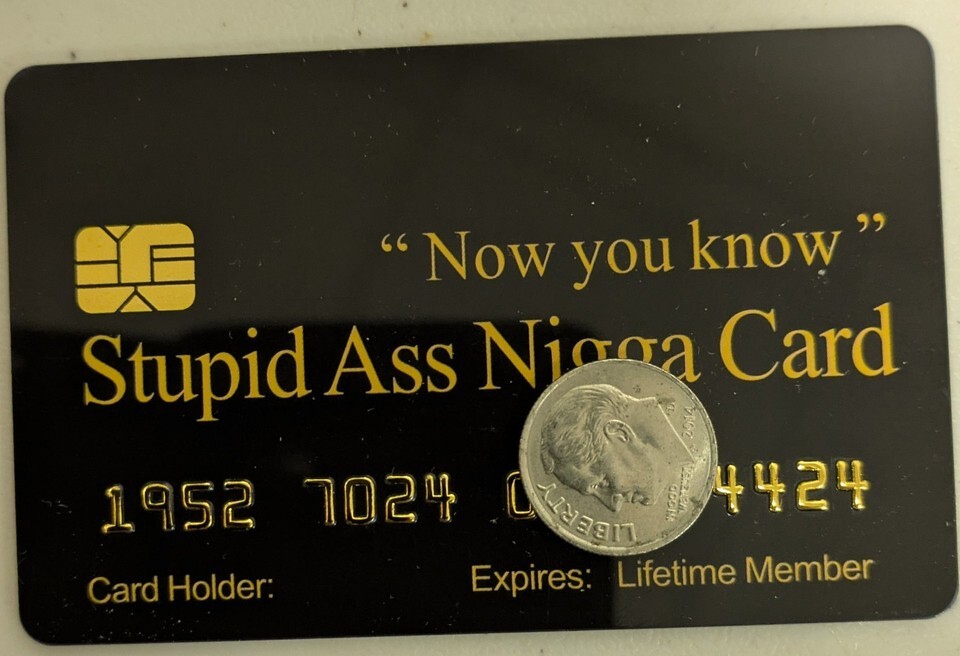 “ Now you know ”
Stupid Ass Nigga Card
1952 7024 4424
Card Holder:
Expires: Lifetime Member
LIBERTY
2014